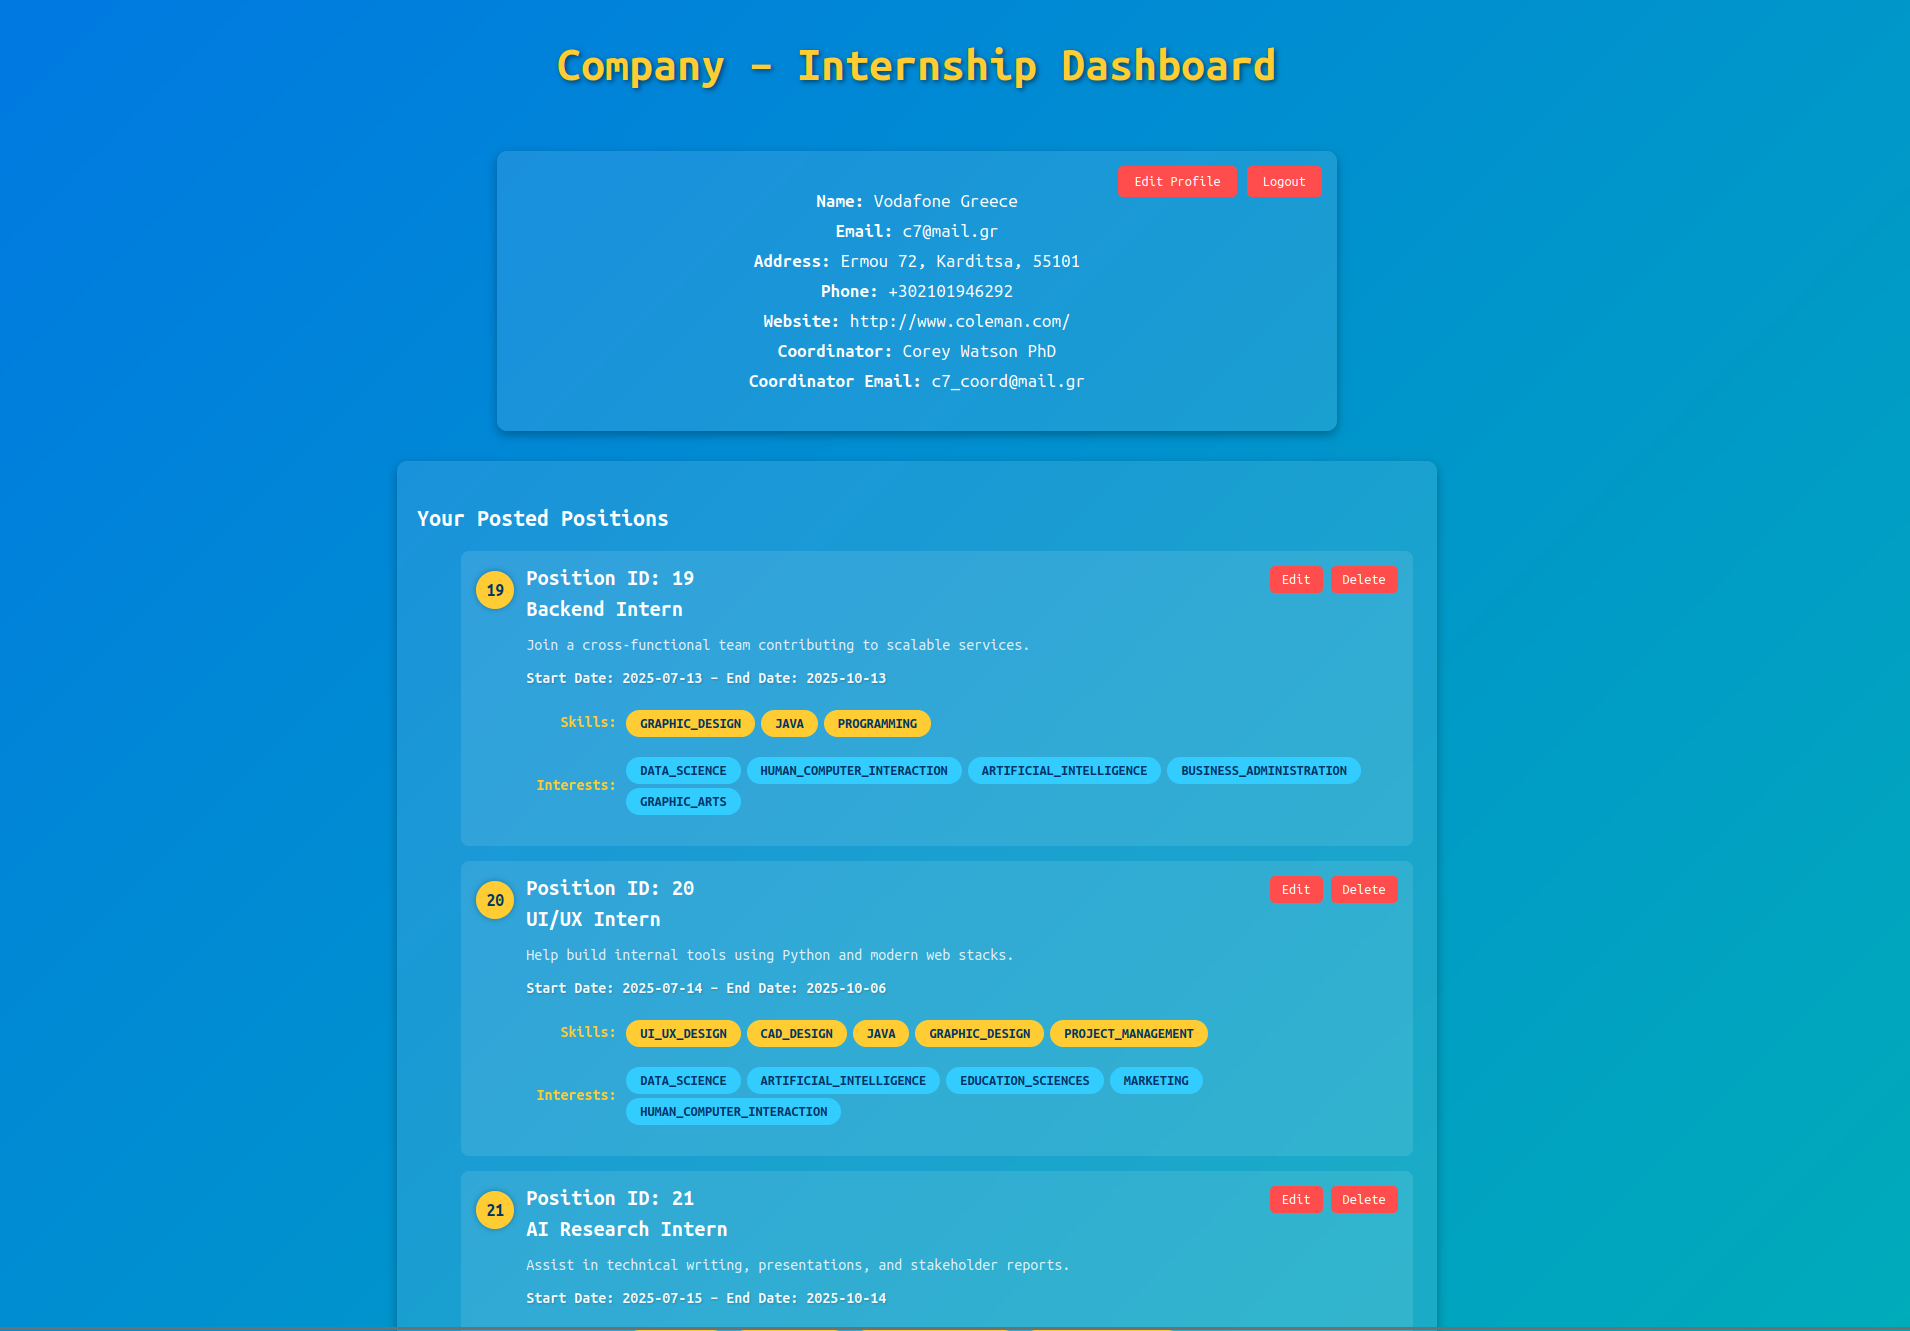 Company - Internship Dashboard
Edit Profile Logout
Name: Vodafone Greece
Email: c7@mail.gr
Address: Ermou 72, Karditsa, 55101
Phone: +302101946292
Website: http://www.coleman.com/
Coordinator: Corey Watson PhD
Coordinator Email: c7_coord@mail.gr
Your Posted Positions
19 Position ID: 19 Edit Delete
Backend Intern
Join a cross-functional team contributing to scalable services.
Start Date: 2025-07-13 - End Date: 2025-10-13
Skills: GRAPHIC_DESIGN JAVA PROGRAMMING
Interests: DATA_SCIENCE HUMAN_COMPUTER_INTERACTION ARTIFICIAL_INTELLIGENCE BUSINESS_ADMINISTRATION
GRAPHIC_ARTS
20 Position ID: 20 Edit Delete
UI/UX Intern
Help build internal tools using Python and modern web stacks.
Start Date: 2025-07-14 - End Date: 2025-10-06
Skills: UI_UX_DESIGN CAD_DESIGN JAVA GRAPHIC_DESIGN PROJECT_MANAGEMENT
Interests: DATA_SCIENCE ARTIFICIAL_INTELLIGENCE EDUCATION_SCIENCES MARKETING
HUMAN_COMPUTER_INTERACTION
21 Position ID: 21 Edit Delete
AI Research Intern
Assist in technical writing, presentations, and stakeholder reports.
Start Date: 2025-07-15 - End Date: 2025-10-14